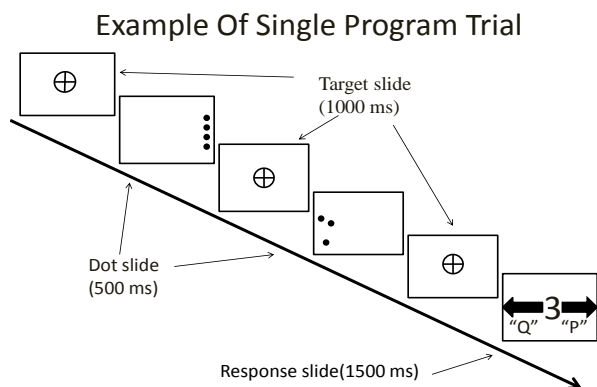 Example Of Single Program Trial
Target slide
(1000 ms)
Dot slide
(500 ms)
3
“Q” “P”
Response slide(1500 ms)